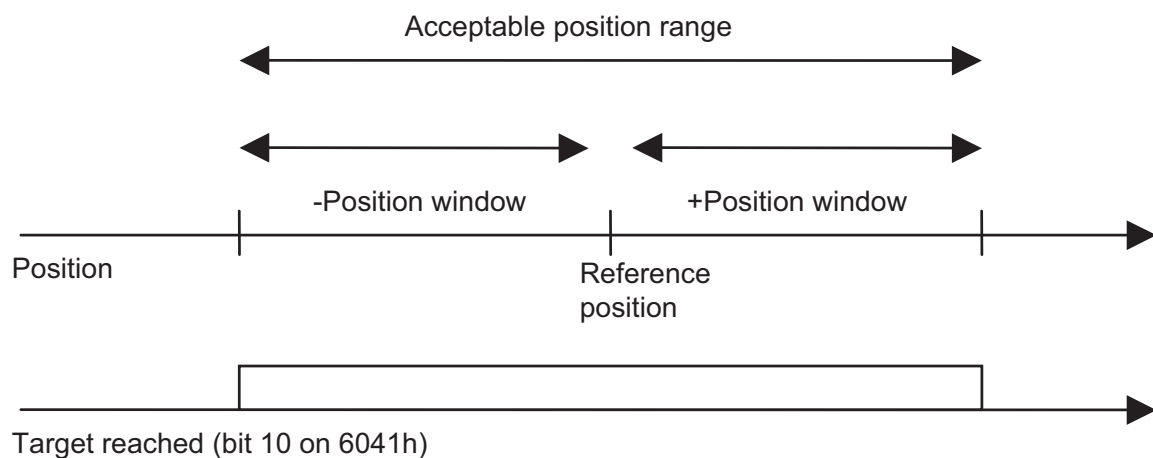 Acceptable position range
-Position window
+Position window
Position
Reference
position
Target reached (bit 10 on 6041h)